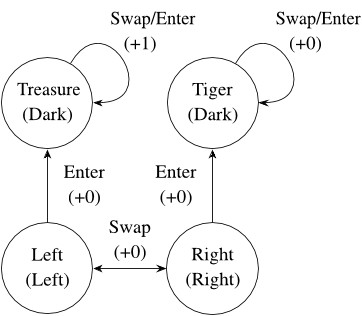 Swap/Enter
(+1)
Swap/Enter
(+0)
Treasure
(Dark)
Tiger
(Dark)
Enter
(+0)
Enter
(+0)
Swap
(+0)
Left
(Left)
Right
(Right)